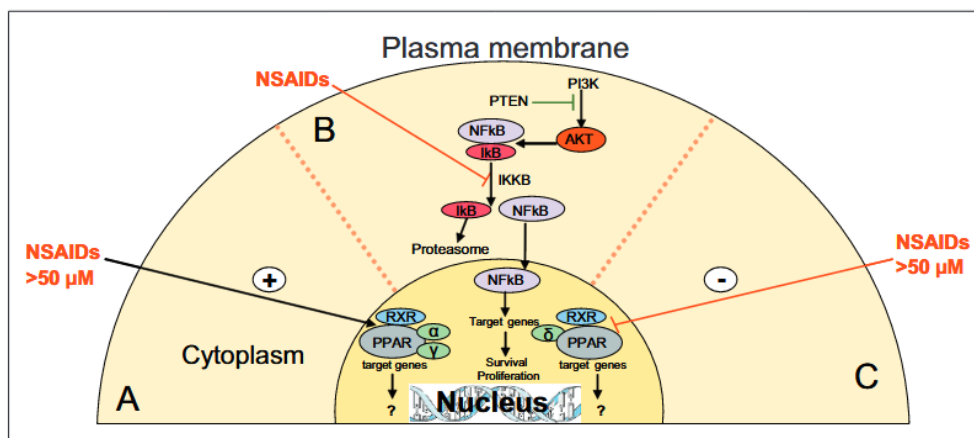 Plasma membrane
NSAIDs
PI3K
PTEN
B
NFkB
AKT
IkB
IKKB
IkB
NFkB
Proteasome
NSAIDs
>50 µM
+
-
NSAIDs
>50 µM
NFkB
RXR
α
PPAR
γ
target genes
?
Target genes
Survival
Proliferation
RXR
δ
PPAR
target genes
?
Cytoplasm
A
Nucleus
C